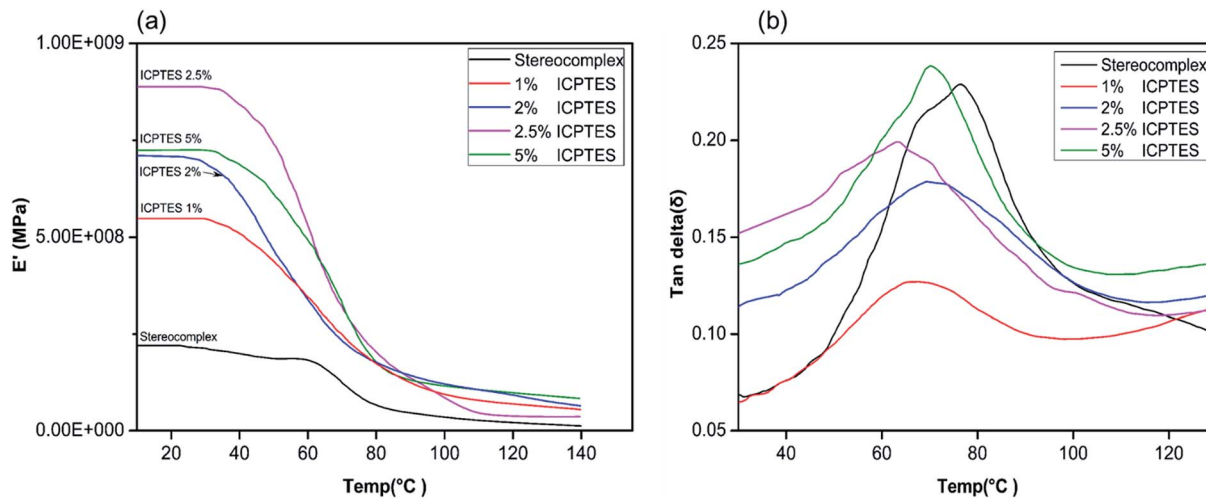 (a)
1.00E+009
5.00E+008
0.00E+000
E' (MPa)
ICPTES 2.5%
ICPTES 5%
ICPTES 2%
ICPTES 1%
Stereocomplex
Stereocomplex
1% ICPTES
2% ICPTES
2.5% ICPTES
5% ICPTES
20 40 60 80 100 120 140
Temp(°C )
(b)
0.25
0.20
0.15
0.10
0.05
Tan delta(δ)
Stereocomplex
1% ICPTES
2% ICPTES
2.5% ICPTES
5% ICPTES
40 60 80 100 120
Temp(°C )